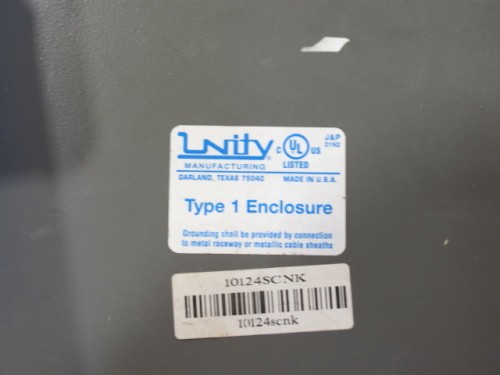 Unity
MANUFACTURING
GARLAND, TEXAS 75040
C UL US
LISTED
J&P
MADE IN U.S.A.
Type 1 Enclosure
Grounding shall be provided by connection
to metal raceway or metallic cable sheaths
10124SCNK
10124scnk